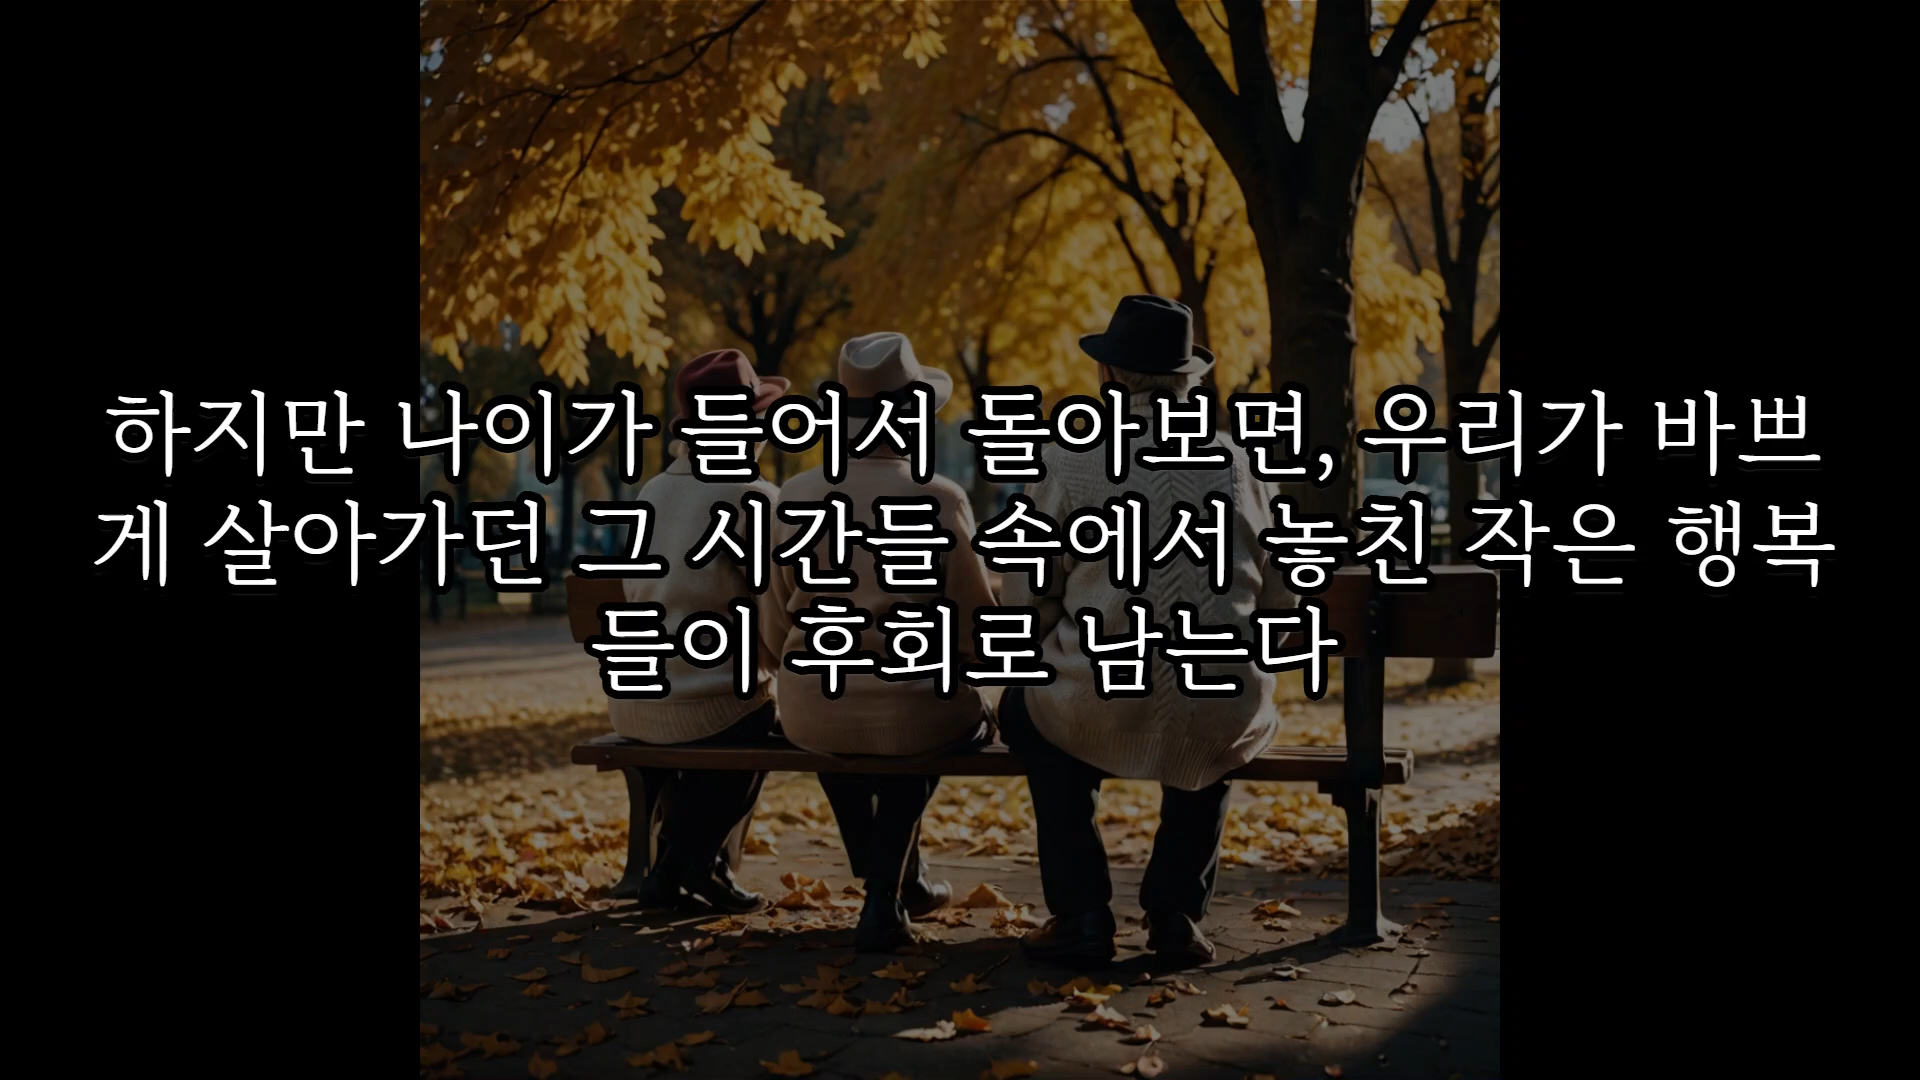 하지만 나이가 들어서 돌아보면, 우리가 바쁘
게 살아가던 그 시간들 속에서 놓친 작은 행복
들이 후회로 남는다